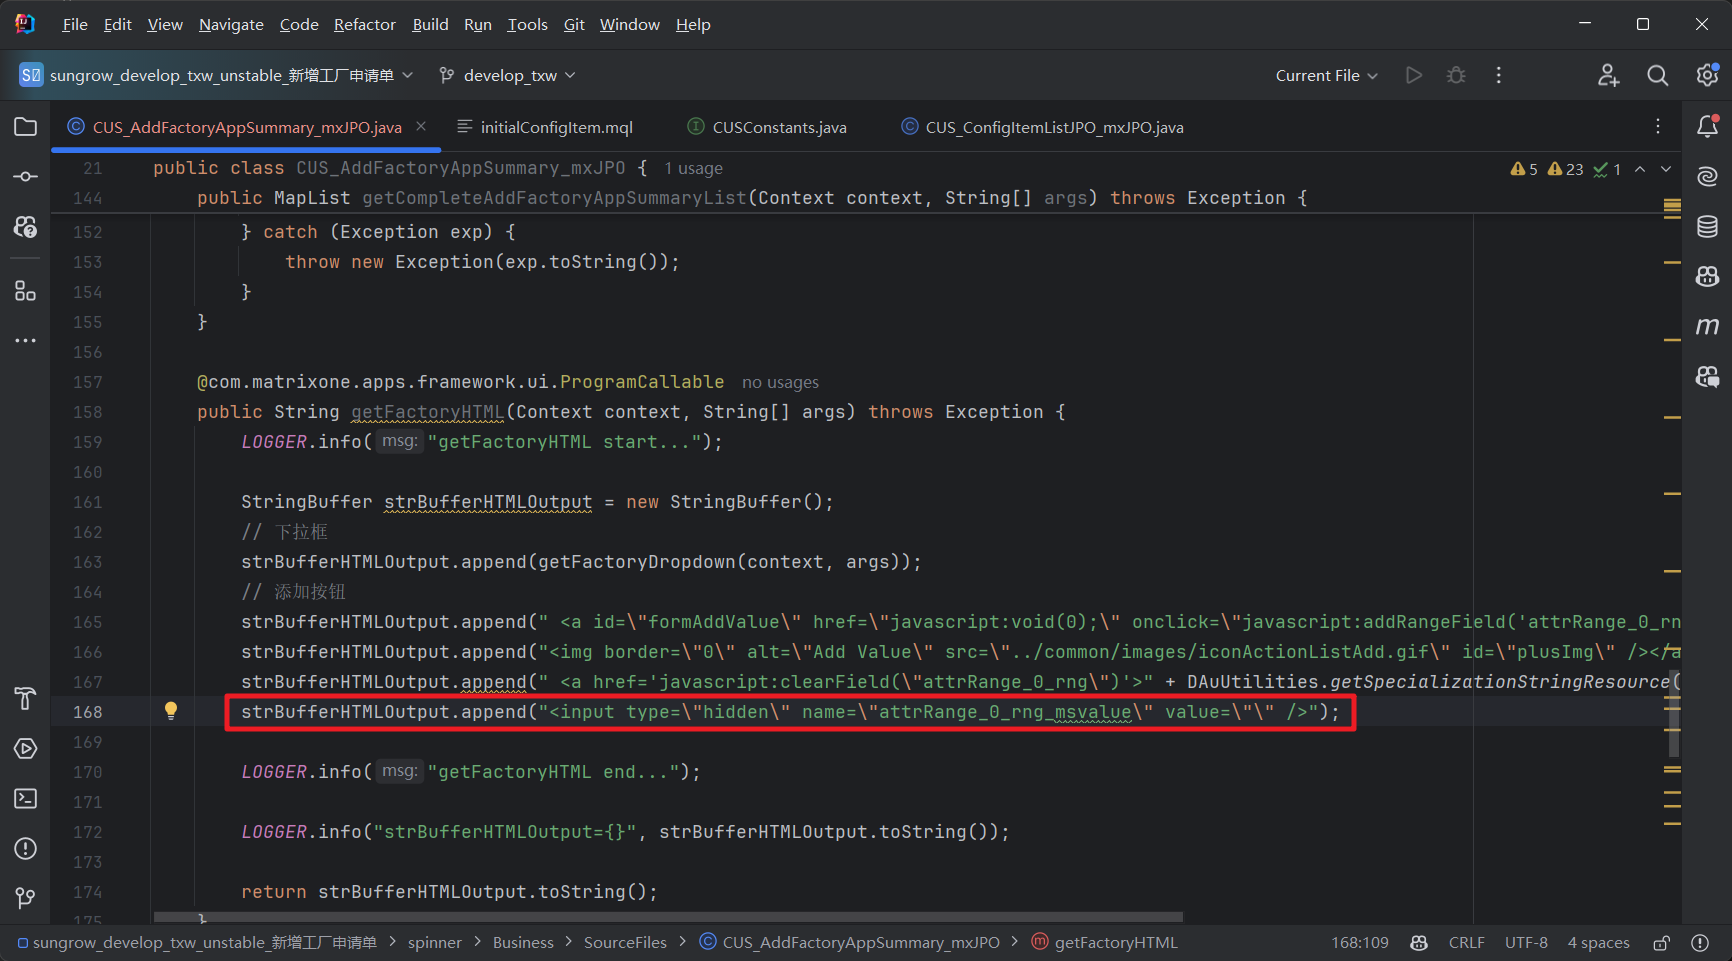 File Edit View Navigate Code Refactor Build Run Tools Git Window Help
sungrow_develop_txw_unstable_新增工厂申请单 develop_txw Current File
CUS_AddFactoryAppSummary_mxJPO.java initialConfigItem.mql CUSConstants.java CUS_ConfigItemListJPO_mxJPO.java
21 public class CUS_AddFactoryAppSummary_mxJPO { 1 usage 5 23 1
144 public MapList getCompleteAddFactoryAppSummaryList(Context context, String[] args) throws Exception {
152 } catch (Exception exp) {
153 throw new Exception(exp.toString());
154 }
155 }
156
157 @com.matrixone.apps.framework.ui.ProgramCallable no usages
158 public String getFactoryHTML(Context context, String[] args) throws Exception {
159 LOGGER.info( msg: "getFactoryHTML start...");
160
161 StringBuffer strBufferHTMLOutput = new StringBuffer();
162 // 下拉框
163 strBufferHTMLOutput.append(getFactoryDropdown(context, args));
164 // 添加按钮
165 strBufferHTMLOutput.append(" <a id=\"formAddValue\" href=\"javascript:void(0);\" onclick=\"javascript:addRangeField('attrRange_0_rn
166 strBufferHTMLOutput.append("<img border=\"0\" alt=\"Add Value\" src=\"../common/images/iconActionListAdd.gif\" id=\"plusImg\" /></a
167 strBufferHTMLOutput.append(" <a href='javascript:clearField(\"attrRange_0_rng\")'>" + DAuUtilities.getSpecializationStringResource(
168 strBufferHTMLOutput.append("<input type=\"hidden\" name=\"attrRange_0_rng_msvalue\" value=\"\" />");
169
170 LOGGER.info( msg: "getFactoryHTML end...");
171
172 LOGGER.info("strBufferHTMLOutput={}", strBufferHTMLOutput.toString());
173
174 return strBufferHTMLOutput.toString();
175 }
sungrow_develop_txw_unstable_新增工厂申请单 > spinner > Business > SourceFiles > CUS_AddFactoryAppSummary_mxJPO > getFactoryHTML 168:109 CRLF UTF-8 4 spaces